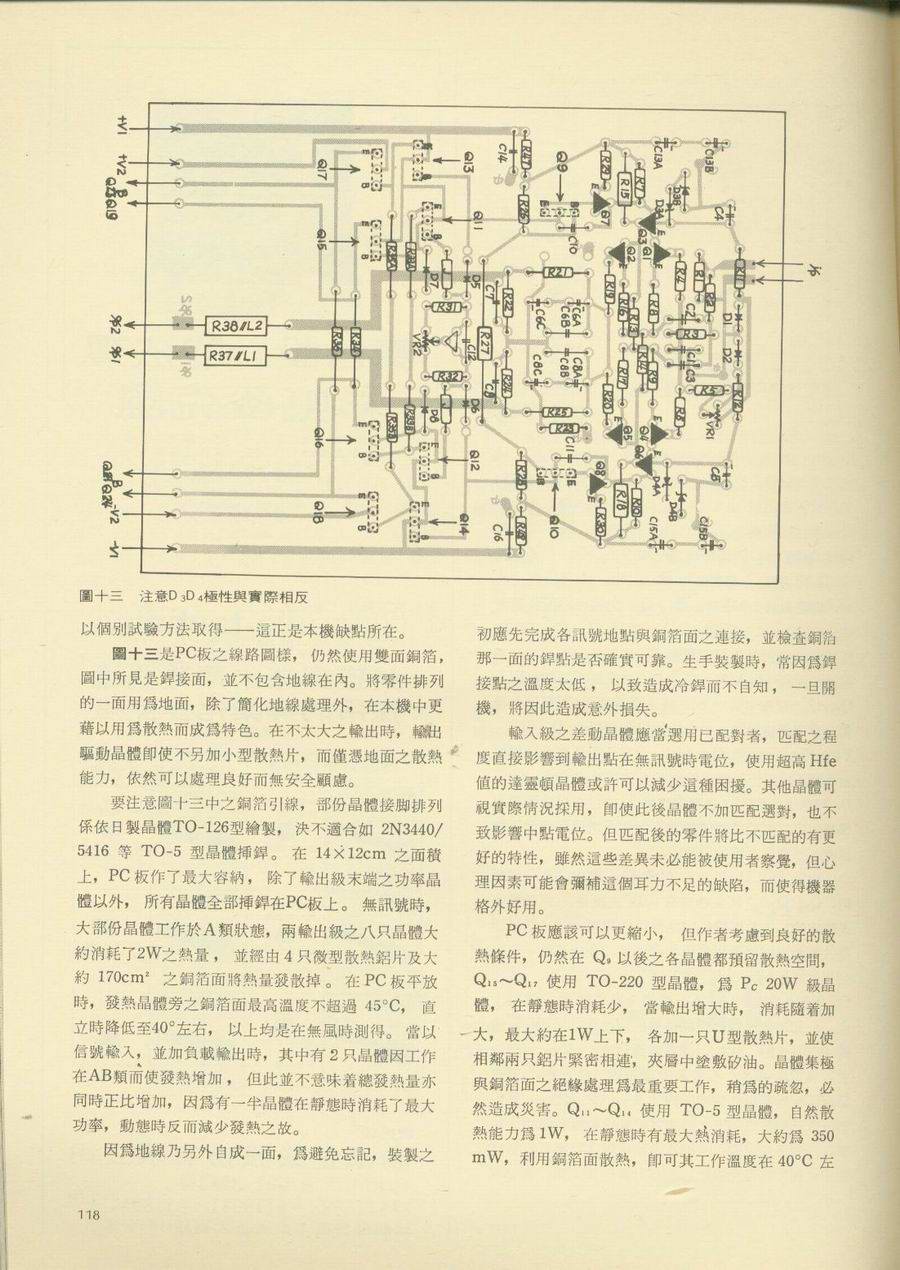 +V1
+V2
B
Q19
%2
%1
B
-V2
-V1
S%
R38//L2
R37//L1
Q17
Q15
Q16
Q18
Q13
Q11
Q12
Q14
E
B
R36
R34
D7
D5
R31
VR2
C12
R32
D8
D6
C7
R22
R27
R24
C14
R47
R26
Q9
C10
R21
C6C
C6A
C6B
C8C
C8A
C8B
R25
R23
C11
Q10
C16
R29
R15
R7
Q7
Q3
Q1
Q2
C13A
C13B
D3B
D3A
C4
R19
R16
R13
R8
R4
R1
R2
C2
R3
C1
C3
D1
D2
R11
R12
R5
VR1
R20
R17
R14
R9
R6
Q5
Q4
Q6
Q8
R30
R18
R10
D4A
D4B
C15A
C15B
C5
圖十三　注意D₃D₄極性與實際相反
以個別試驗方法取得——這正是本機缺點所在。
圖十三是PC板之線路圖樣，仍然使用雙面銅箔，
圖中所見是銲接面，並不包含地線在內。將零件排列
的一面用爲地面，除了簡化地線處理外，在本機中更
藉以用爲散熱而成爲特色。在不太大之輸出時，輸出
驅動晶體卽使不另加小型散熱片，而僅憑地面之散熱
能力，依然可以處理良好而無安全顧慮。
要注意圖十三中之銅箔引線，部份晶體接脚排列
係依日製晶體TO-126型繪製，決不適合如 2N3440/
5416 等 TO-5 型晶體揷銲。在 14×12cm 之面積
上，PC 板作了最大容納，除了輸出級末端之功率晶
體以外，所有晶體全部揷銲在PC板上。無訊號時，
大部份晶體工作於A類狀態，兩輸出級之八只晶體大
約消耗了2W之熱量，並經由 4 只微型散熱鋁片及大
約 170cm² 之銅箔面將熱量發散掉。在 PC 板平放
時，發熱晶體旁之銅箔面最高溫度不超過 45°C，直
立時降低至40°左右，以上均是在無風時測得。當以
信號輸入，並加負載輸出時，其中有 2 只晶體因工作
在AB類而使發熱增加，但此並不意味着總發熱量亦
同時正比增加，因爲有一半晶體在靜態時消耗了最大
功率，動態時反而減少發熱之故。
因爲地線乃另外自成一面，爲避免忘記，裝製之
初應先完成各訊號地點與銅箔面之連接，並檢查銅箔
那一面的銲點是否確實可靠。生手裝製時，常因爲銲
接點之溫度太低，以致造成冷銲而不自知，一旦開
機，將因此造成意外損失。
輸入級之差動晶體應當選用已配對者，匹配之程
度直接影響到輸出點在無訊號時電位，使用超高 Hfe
値的達靈頓晶體或許可以減少這種困擾。其他晶體可
視實際情況採用，卽使此後晶體不加匹配選對，也不
致影響中點電位。但匹配後的零件將比不匹配的有更
好的特性，雖然這些差異未必能被使用者察覺，但心
理因素可能會彌補這個耳力不足的缺陷，而使得機器
格外好用。
PC 板應該可以更縮小，但作者考慮到良好的散
熱條件，仍然在 Q₉ 以後之各晶體都預留散熱空間，
Q₁₅～Q₁₇ 使用 TO-220 型晶體，爲 Pc 20W 級晶
體，在靜態時消耗少，當輸出增大時，消耗隨着加
大，最大約在1W上下，各加一只U型散熱片，並使
相鄰兩只鋁片緊密相連，夾層中塗敷矽油。晶體集極
與銅箔面之絕緣處理爲最重要工作，稍爲的疏忽，必
然造成災害。Q₁₁～Q₁₄ 使用 TO-5 型晶體，自然散
熱能力爲1W，在靜態時有最大熱消耗，大約爲 350
mW，利用銅箔面散熱，卽可其工作溫度在 40°C 左
118